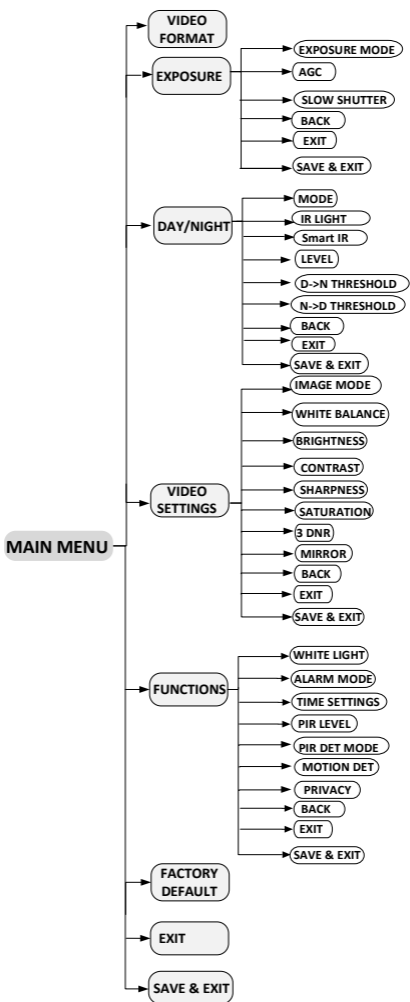 VIDEO
FORMAT
EXPOSURE
EXPOSURE MODE
AGC
SLOW SHUTTER
BACK
EXIT
SAVE & EXIT
DAY/NIGHT
MODE
IR LIGHT
Smart IR
LEVEL
D->N THRESHOLD
N->D THRESHOLD
BACK
EXIT
SAVE & EXIT
VIDEO
SETTINGS
IMAGE MODE
WHITE BALANCE
BRIGHTNESS
CONTRAST
SHARPNESS
SATURATION
3 DNR
MIRROR
BACK
EXIT
SAVE & EXIT
MAIN MENU
FUNCTIONS
WHITE LIGHT
ALARM MODE
TIME SETTINGS
PIR LEVEL
PIR DET MODE
MOTION DET
PRIVACY
BACK
EXIT
SAVE & EXIT
FACTORY
DEFAULT
EXIT
SAVE & EXIT